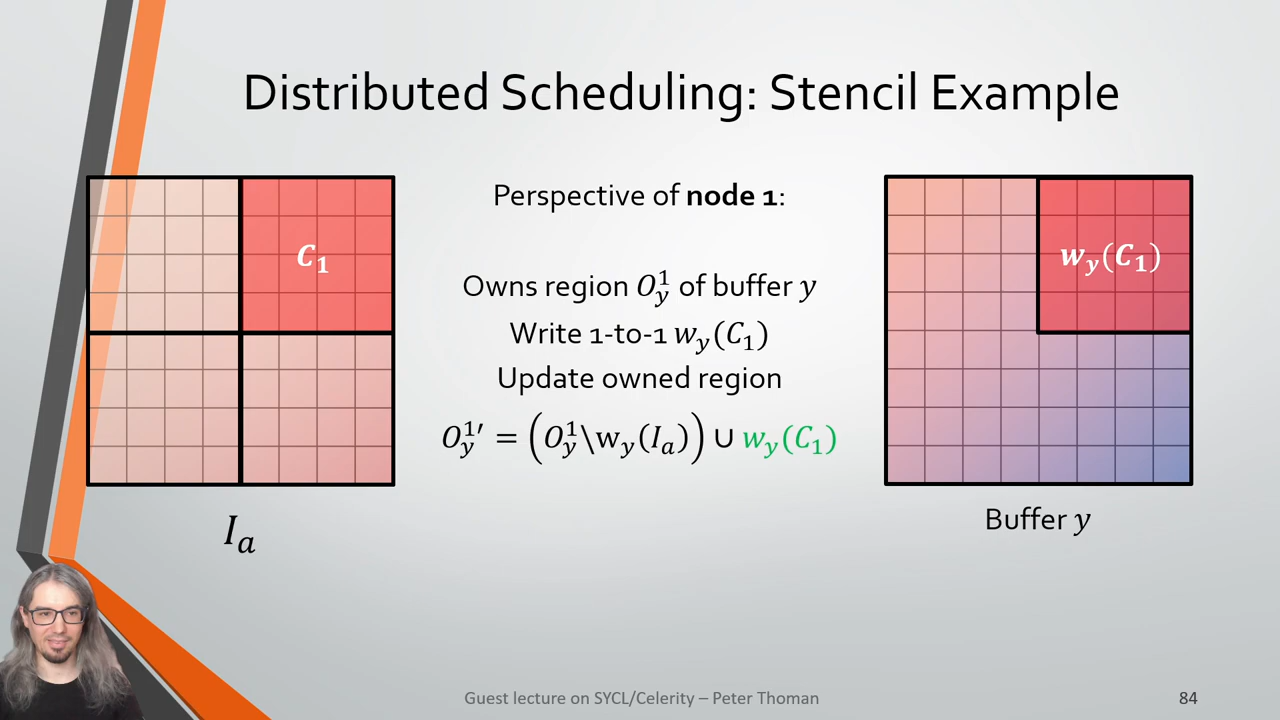 Distributed Scheduling: Stencil Example
Perspective of node 1:
C₁
w_y(C₁)
Owns region O_y^1 of buffer y
Write 1-to-1 w_y(C₁)
Update owned region
O_y^1′ = (O_y^1\w_y(I_a)) ∪ w_y(C₁)
I_a
Buffer y
Guest lecture on SYCL/Celerity – Peter Thoman
84